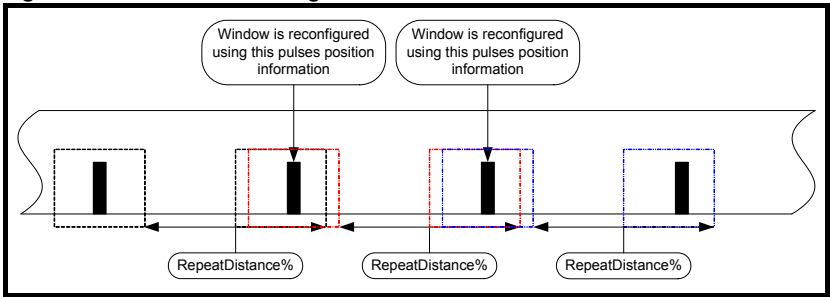 Window is reconfigured
using this pulses position
information
Window is reconfigured
using this pulses position
information
RepeatDistance%
RepeatDistance%
RepeatDistance%